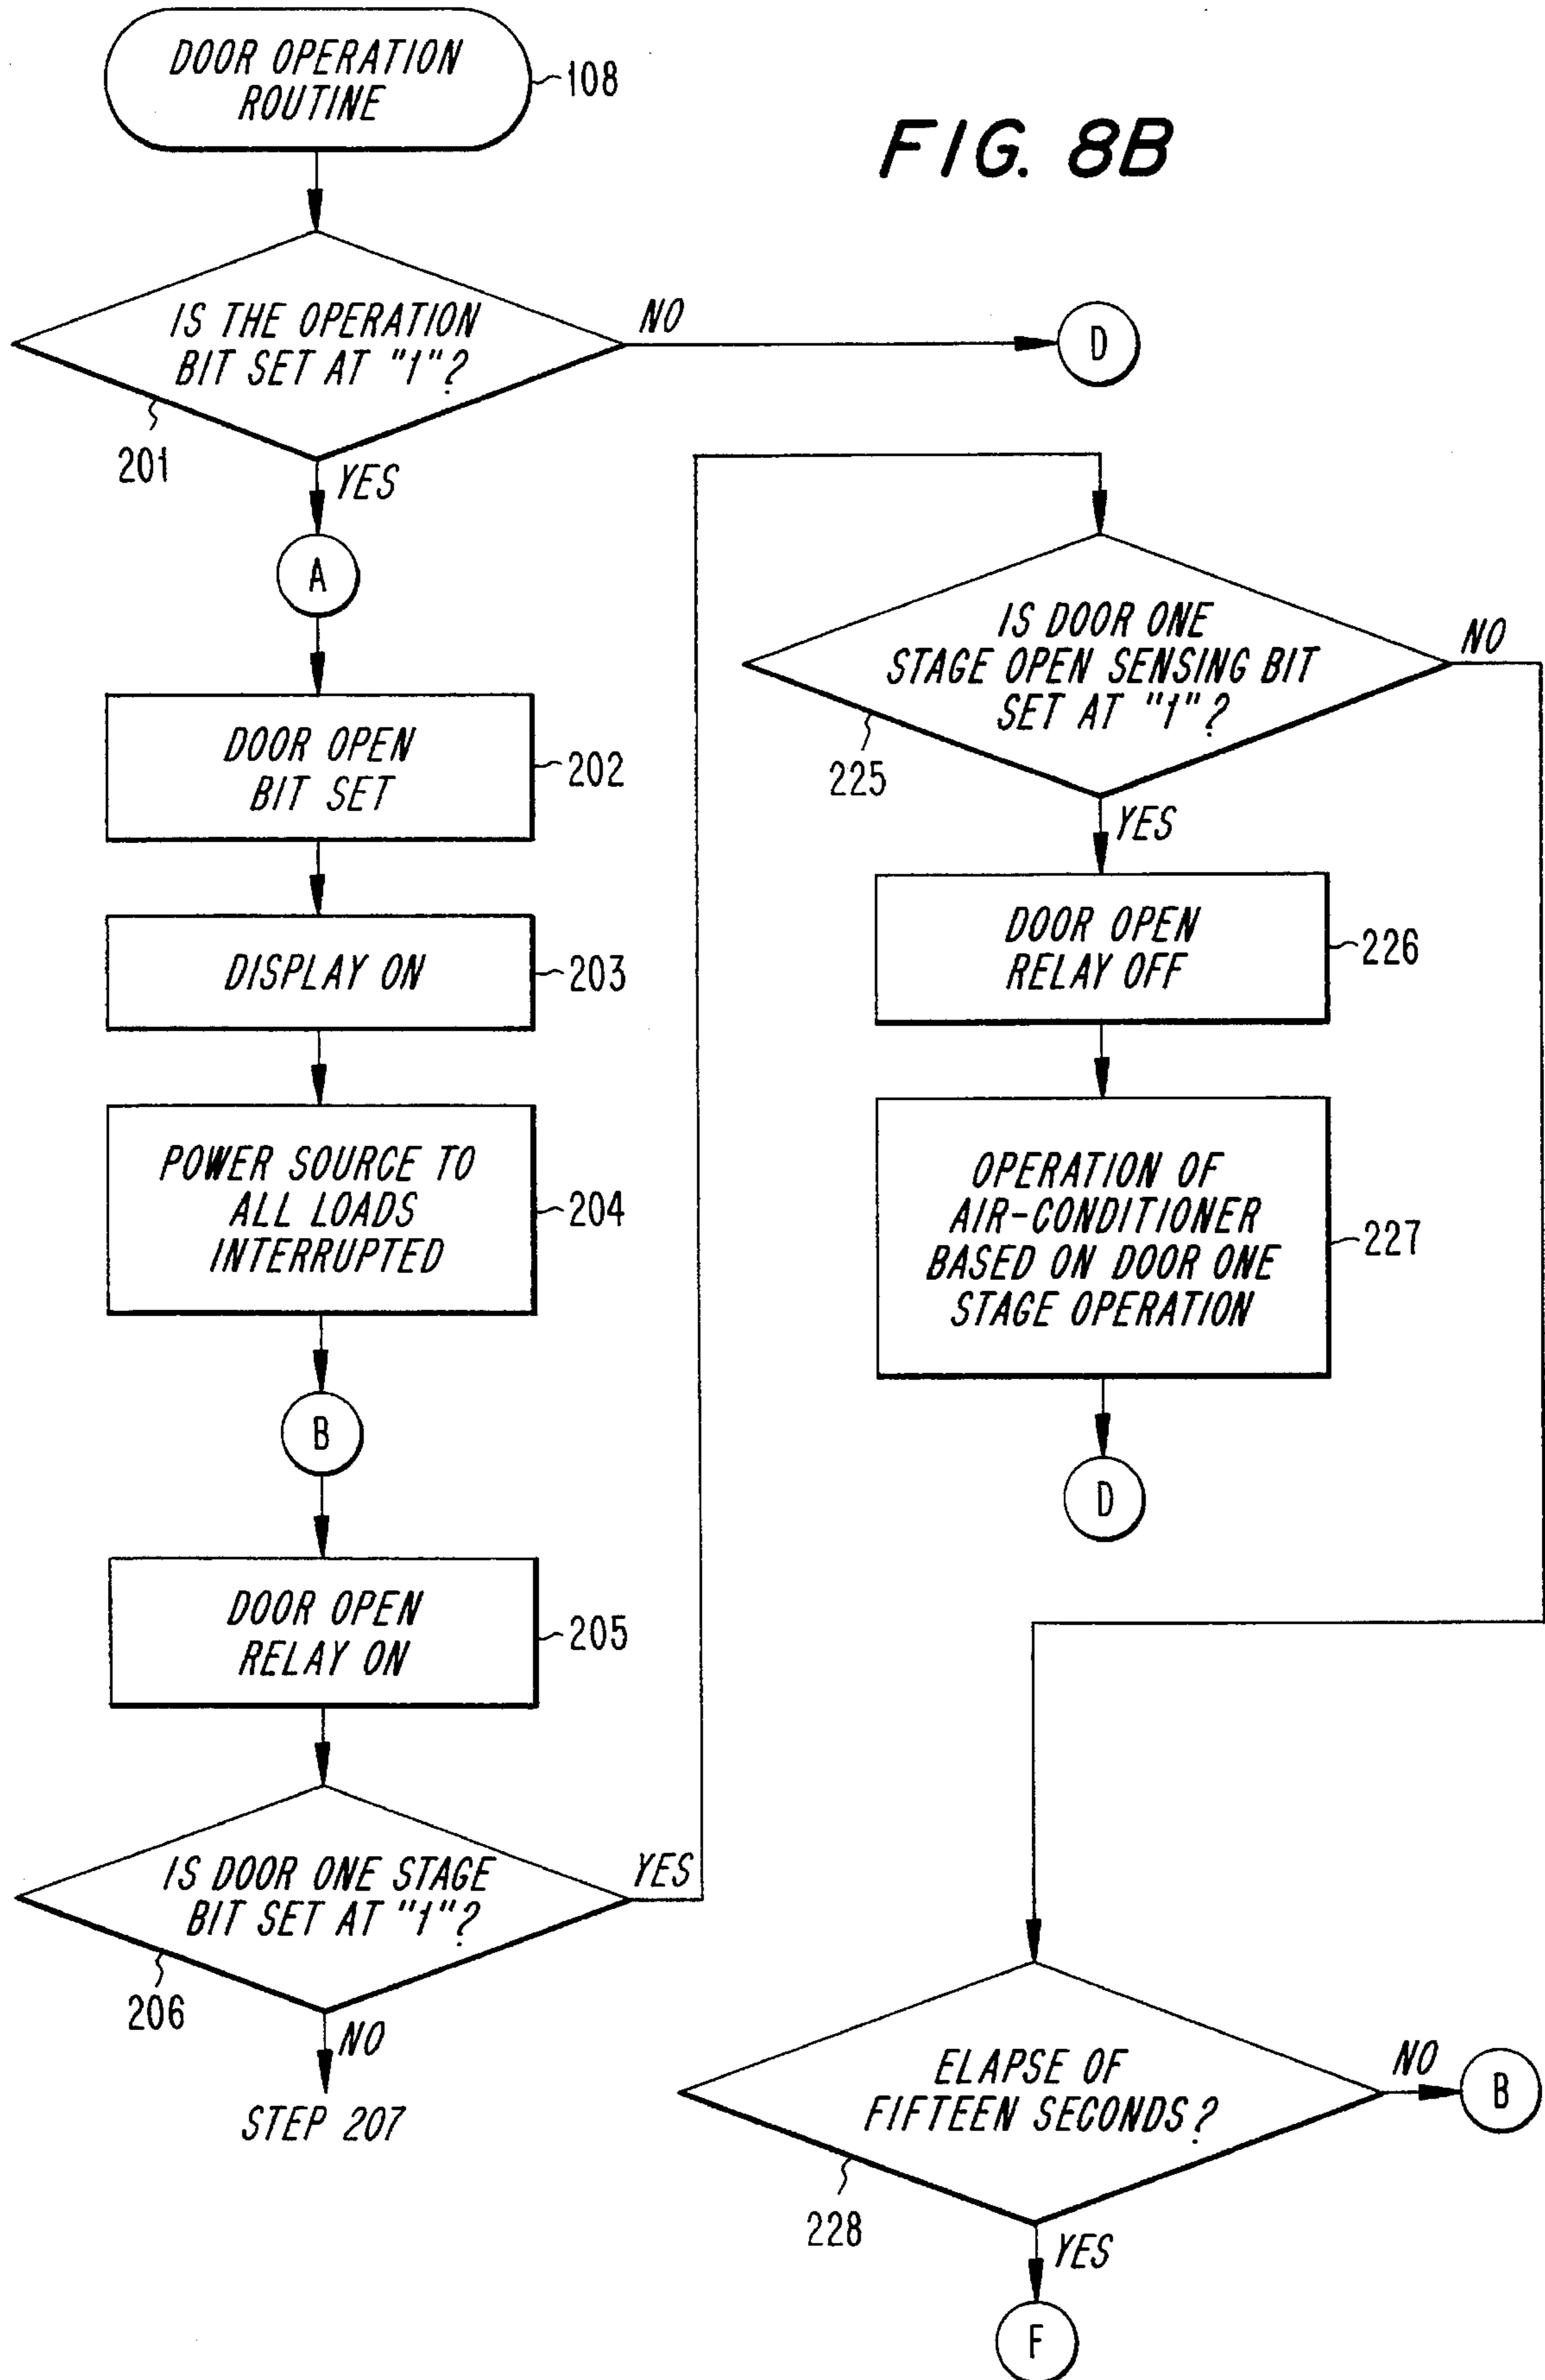 DOOR OPERATION
ROUTINE
108
FIG. 8B
IS THE OPERATION
BIT SET AT "1"?
201
NO
D
YES
A
DOOR OPEN
BIT SET
202
DISPLAY ON
203
POWER SOURCE TO
ALL LOADS
INTERRUPTED
204
B
DOOR OPEN
RELAY ON
205
IS DOOR ONE STAGE
BIT SET AT "1"?
206
YES
NO
STEP 207
IS DOOR ONE
STAGE OPEN SENSING BIT
SET AT "1"?
225
NO
YES
DOOR OPEN
RELAY OFF
226
OPERATION OF
AIR-CONDITIONER
BASED ON DOOR ONE
STAGE OPERATION
227
D
ELAPSE OF
FIFTEEN SECONDS?
228
NO
B
YES
F